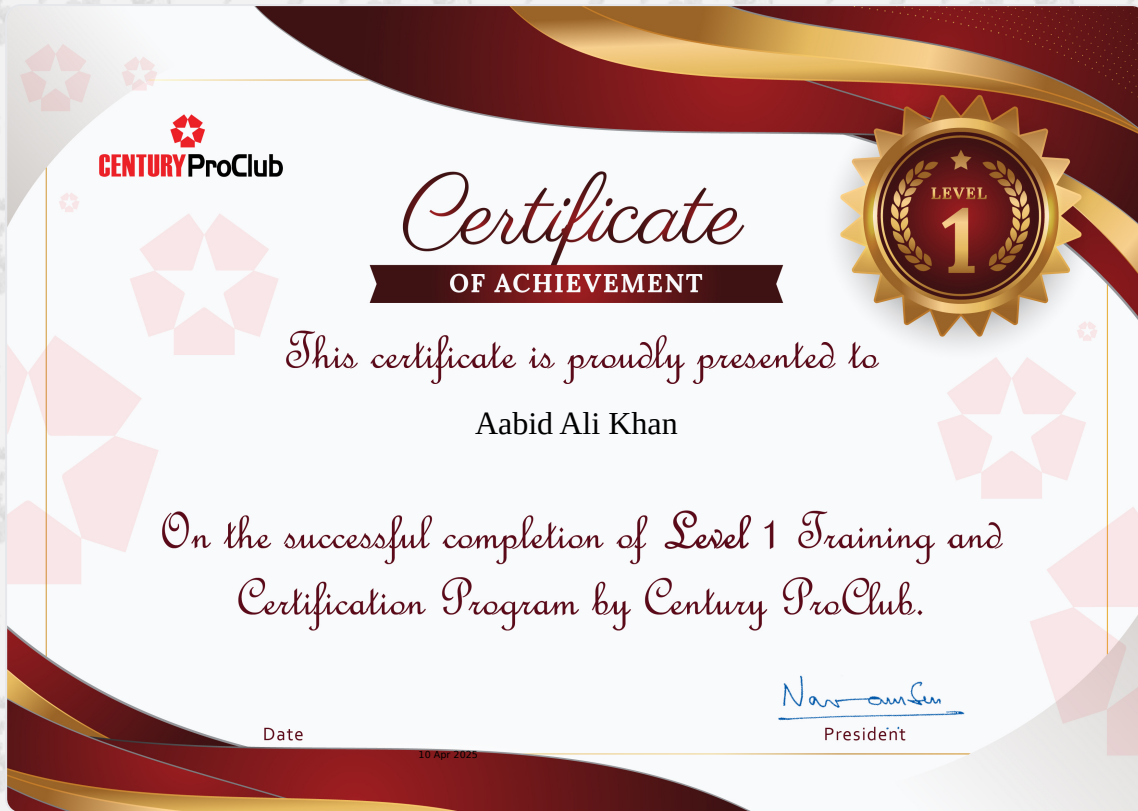 CENTURY ProClub
LEVEL
1
Certificate
OF ACHIEVEMENT
This certificate is proudly presented to
Aabid Ali Khan
On the successful completion of Level 1 Training and
Certification Program by Century ProClub.
Date
President
10 Apr 2025